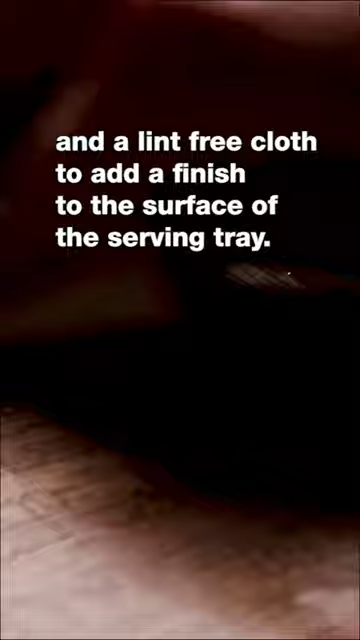 and a lint free cloth
to add a finish
to the surface of
the serving tray.